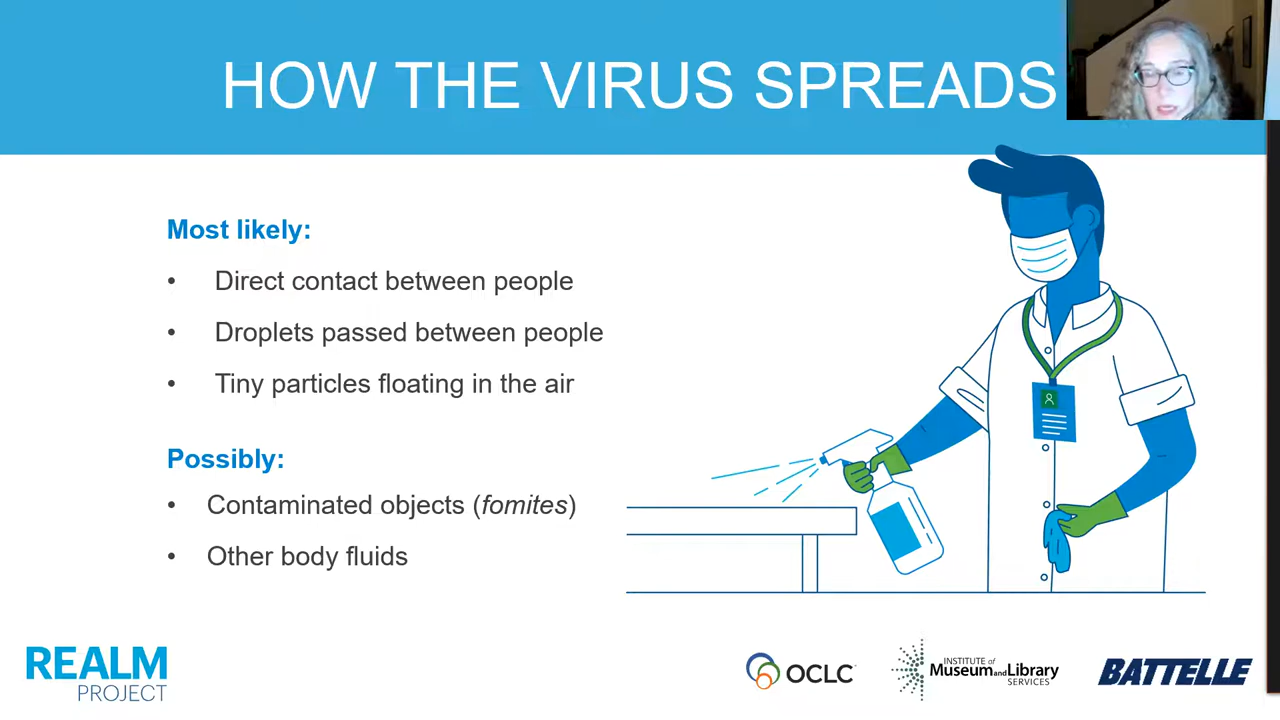 HOW THE VIRUS SPREADS
Most likely:
• Direct contact between people
• Droplets passed between people
• Tiny particles floating in the air
Possibly:
• Contaminated objects (fomites)
• Other body fluids
REALM
PROJECT
OCLC
INSTITUTE of
Museum and Library
SERVICES
BATTELLE